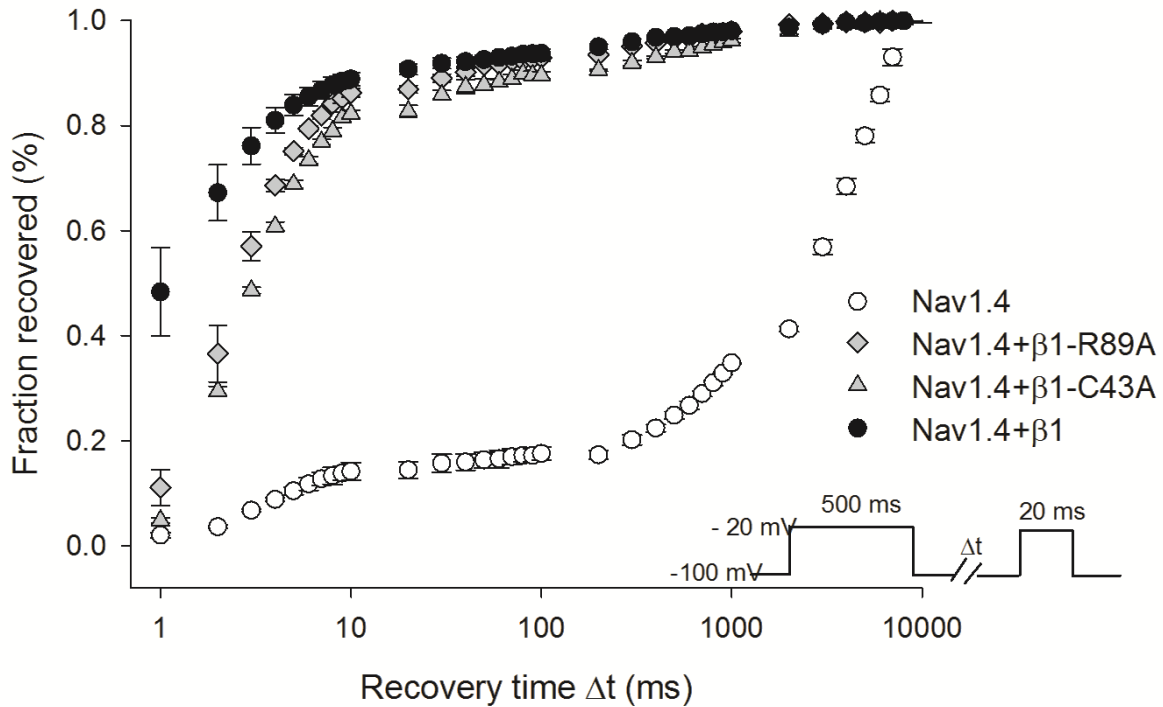 Fraction recovered (%)
1.0
0.8
0.6
0.4
0.2
0.0
Nav1.4
Nav1.4+β1-R89A
Nav1.4+β1-C43A
Nav1.4+β1
500 ms
20 ms
- 20 mV
Δt
-100 mV
1
10
100
1000
10000
Recovery time Δt (ms)